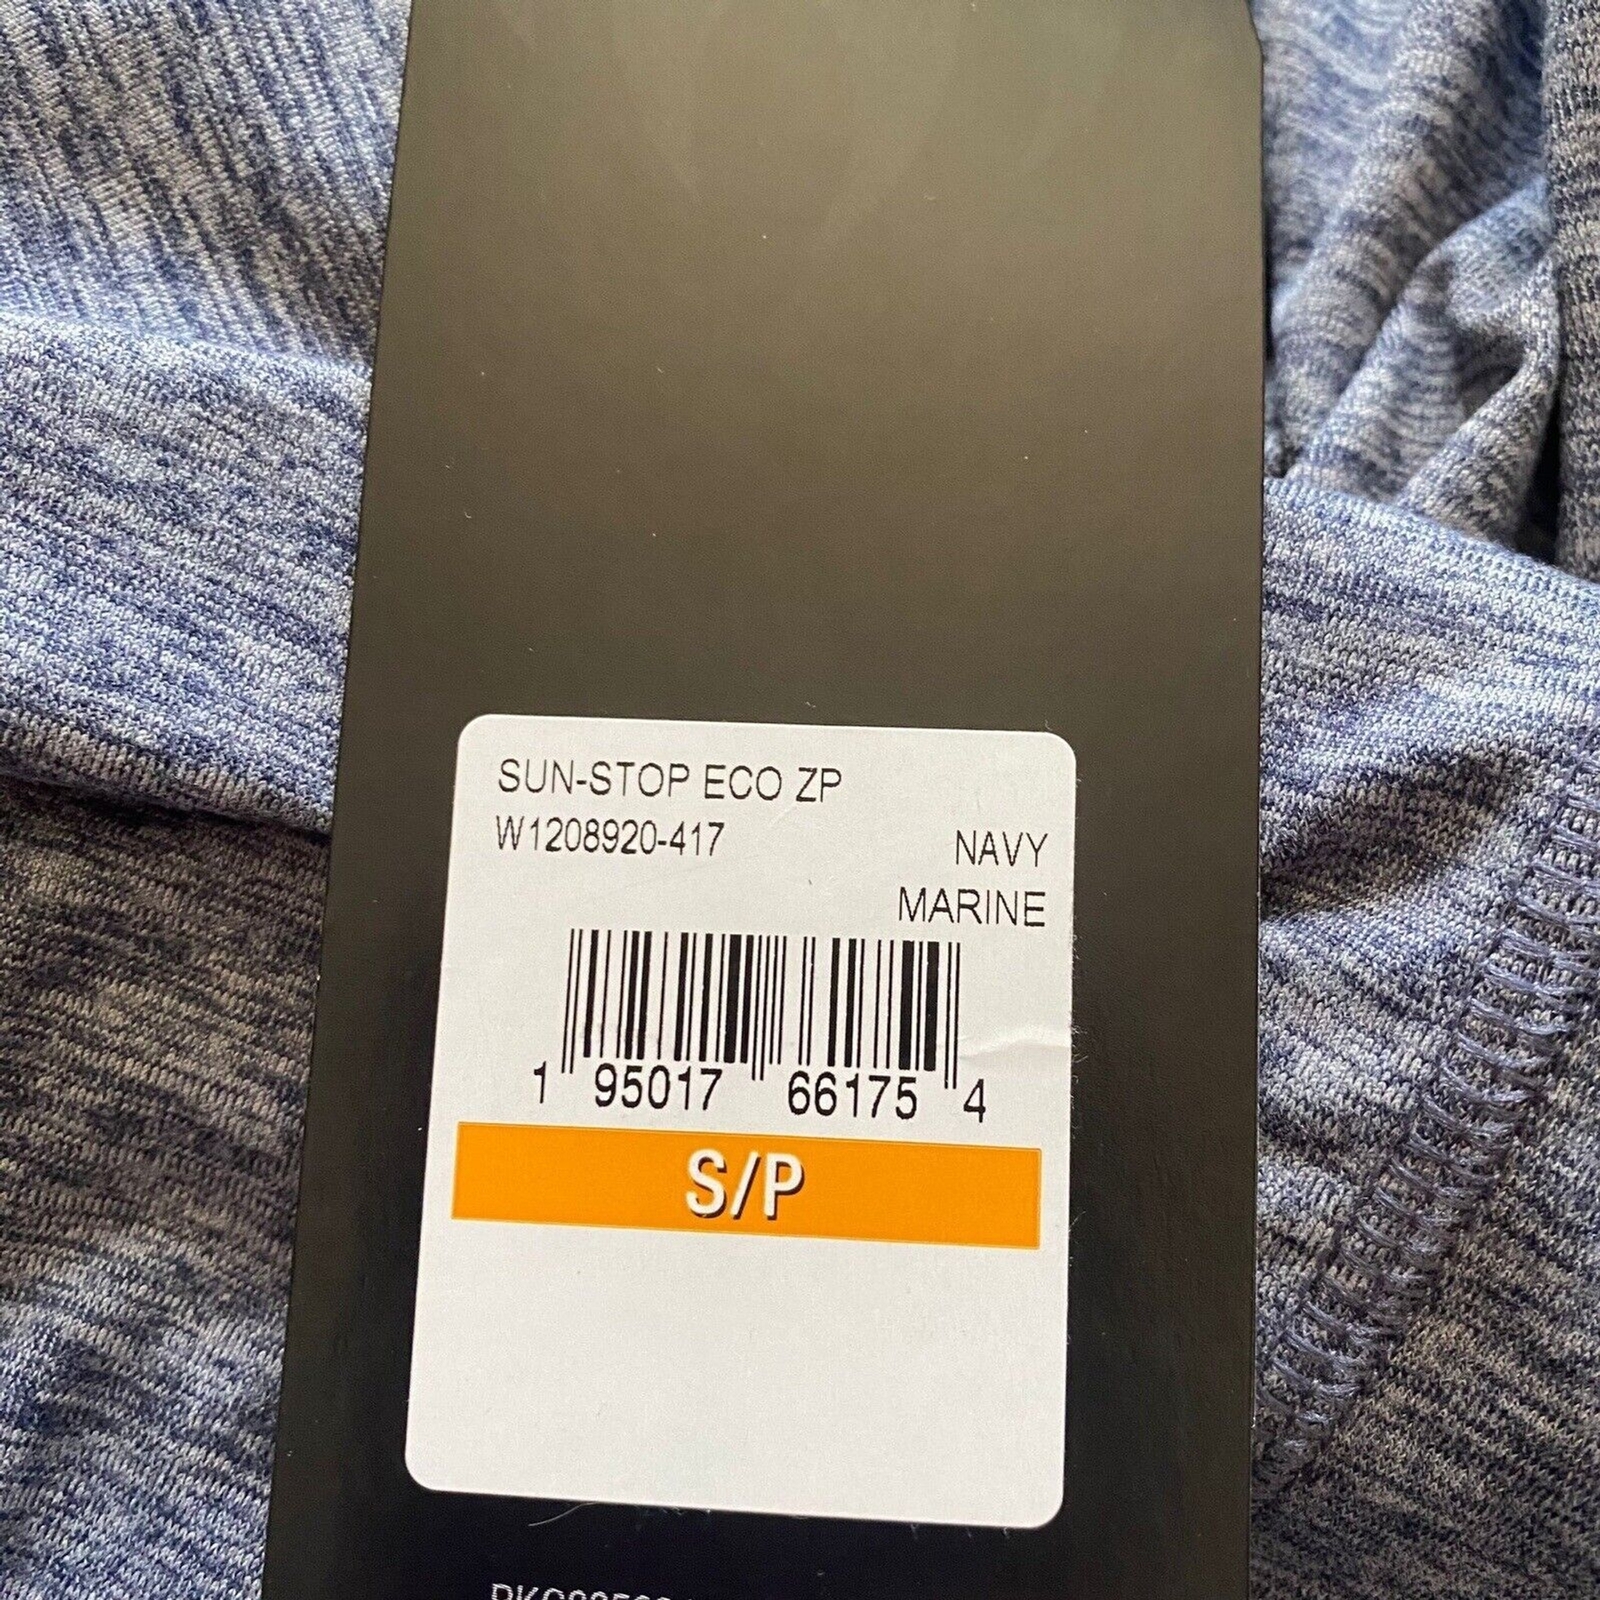 SUN-STOP ECO ZP
W1208920-417
NAVY
MARINE
1 95017 66175 4
S/P